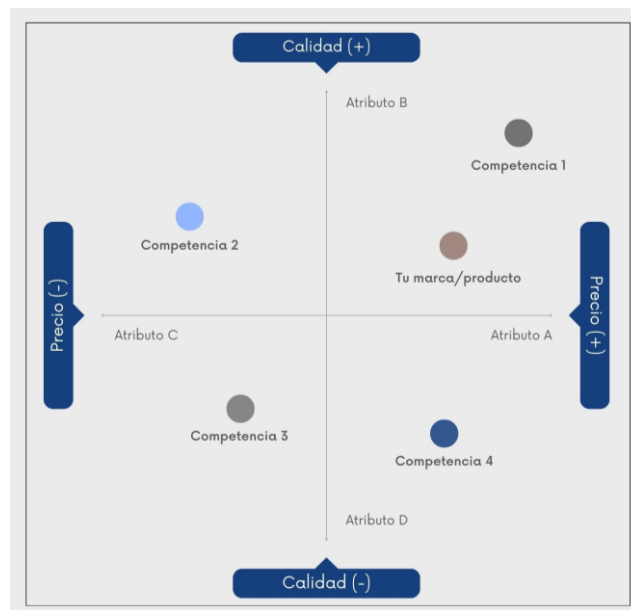 Calidad (+)
Atributo B
Competencia 1
Competencia 2
Tu marca/producto
Precio (-)
Precio (+)
Atributo C
Atributo A
Competencia 3
Competencia 4
Atributo D
Calidad (-)